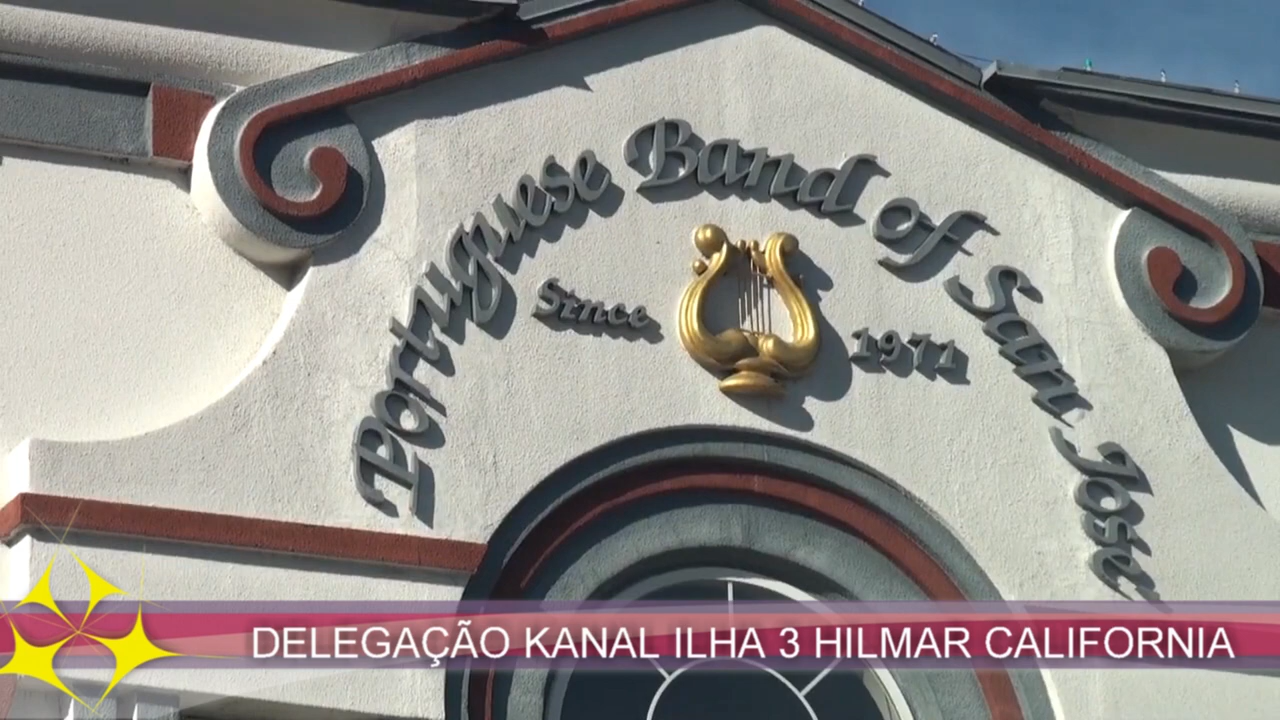 Portuguese Band of San Jose
Since 1971
DELEGAÇÃO KANAL ILHA 3 HILMAR CALIFORNIA